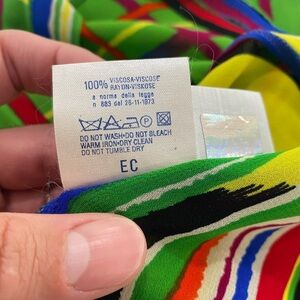 100% VISCOSA-VISCOSE
RAYON-VISKOSE
a norma della legge
n 883 del 26-11-1973
DO NOT WASH·DO NOT BLEACH
WARM IRON·DRY CLEAN
DO NOT TUMBLE DRY
EC